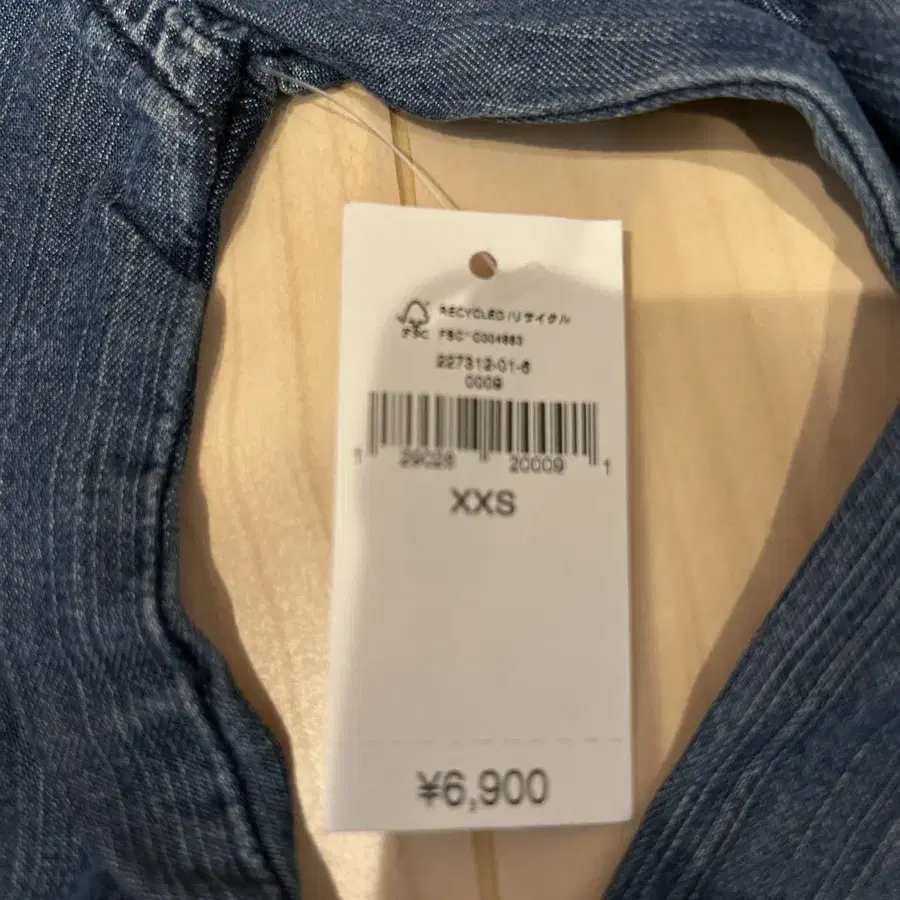 RECYCLED /リサイクル
FSC
FSC® C004883
227312-01-6
0009
1 29028 20009 1
XXS
¥6,900